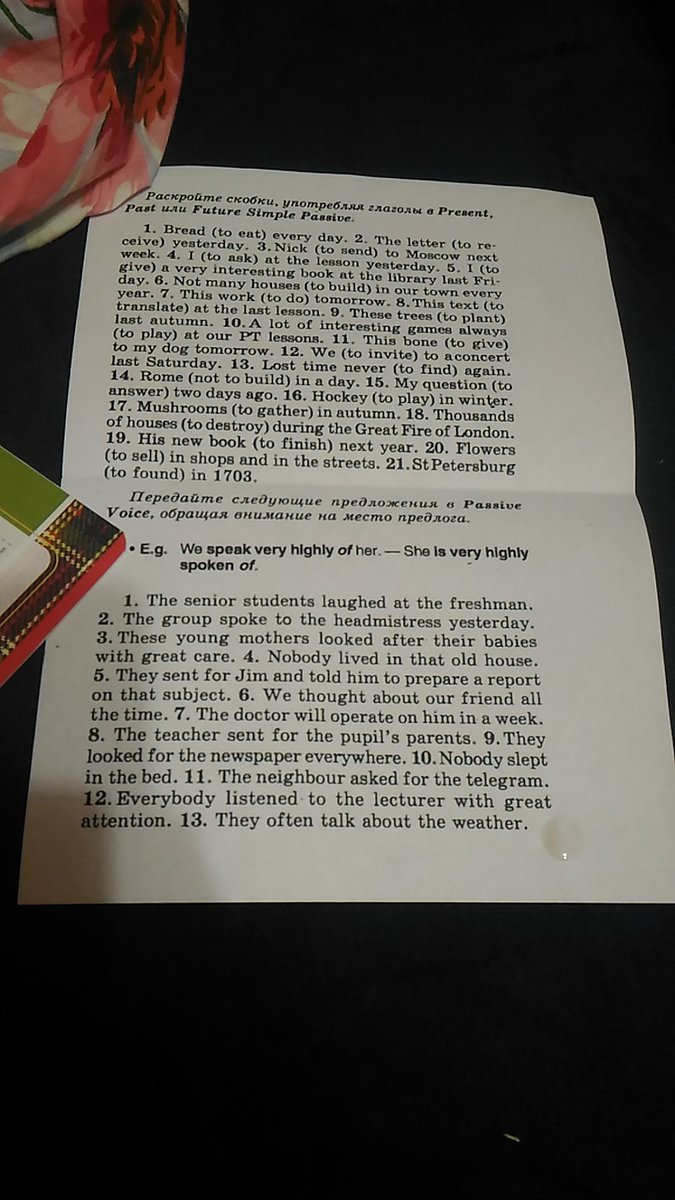 Раскройте скобки, употребляя глаголы в Present,
Past или Future Simple Passive.
1. Bread (to eat) every day. 2. The letter (to re-
ceive) yesterday. 3. Nick (to send) to Moscow next
week. 4. I (to ask) at the lesson yesterday. 5. I (to
give) a very interesting book at the library last Fri-
day. 6. Not many houses (to build) in our town every
year. 7. This work (to do) tomorrow. 8. This text (to
translate) at the last lesson. 9. These trees (to plant)
last autumn. 10. A lot of interesting games always
(to play) at our PT lessons. 11. This bone (to give)
to my dog tomorrow. 12. We (to invite) to a concert
last Saturday. 13. Lost time never (to find) again.
14. Rome (not to build) in a day. 15. My question (to
answer) two days ago. 16. Hockey (to play) in winter.
17. Mushrooms (to gather) in autumn. 18. Thousands
of houses (to destroy) during the Great Fire of London.
19. His new book (to finish) next year. 20. Flowers
(to sell) in shops and in the streets. 21. St Petersburg
(to found) in 1703.
Передайте следующие предложения в Passive
Voice, обращая внимание на место предлога.
• E.g. We speak very highly of her. — She is very highly
spoken of.
1. The senior students laughed at the freshman.
2. The group spoke to the headmistress yesterday.
3. These young mothers looked after their babies
with great care. 4. Nobody lived in that old house.
5. They sent for Jim and told him to prepare a report
on that subject. 6. We thought about our friend all
the time. 7. The doctor will operate on him in a week.
8. The teacher sent for the pupil's parents. 9. They
looked for the newspaper everywhere. 10. Nobody slept
in the bed. 11. The neighbour asked for the telegram.
12. Everybody listened to the lecturer with great
attention. 13. They often talk about the weather.